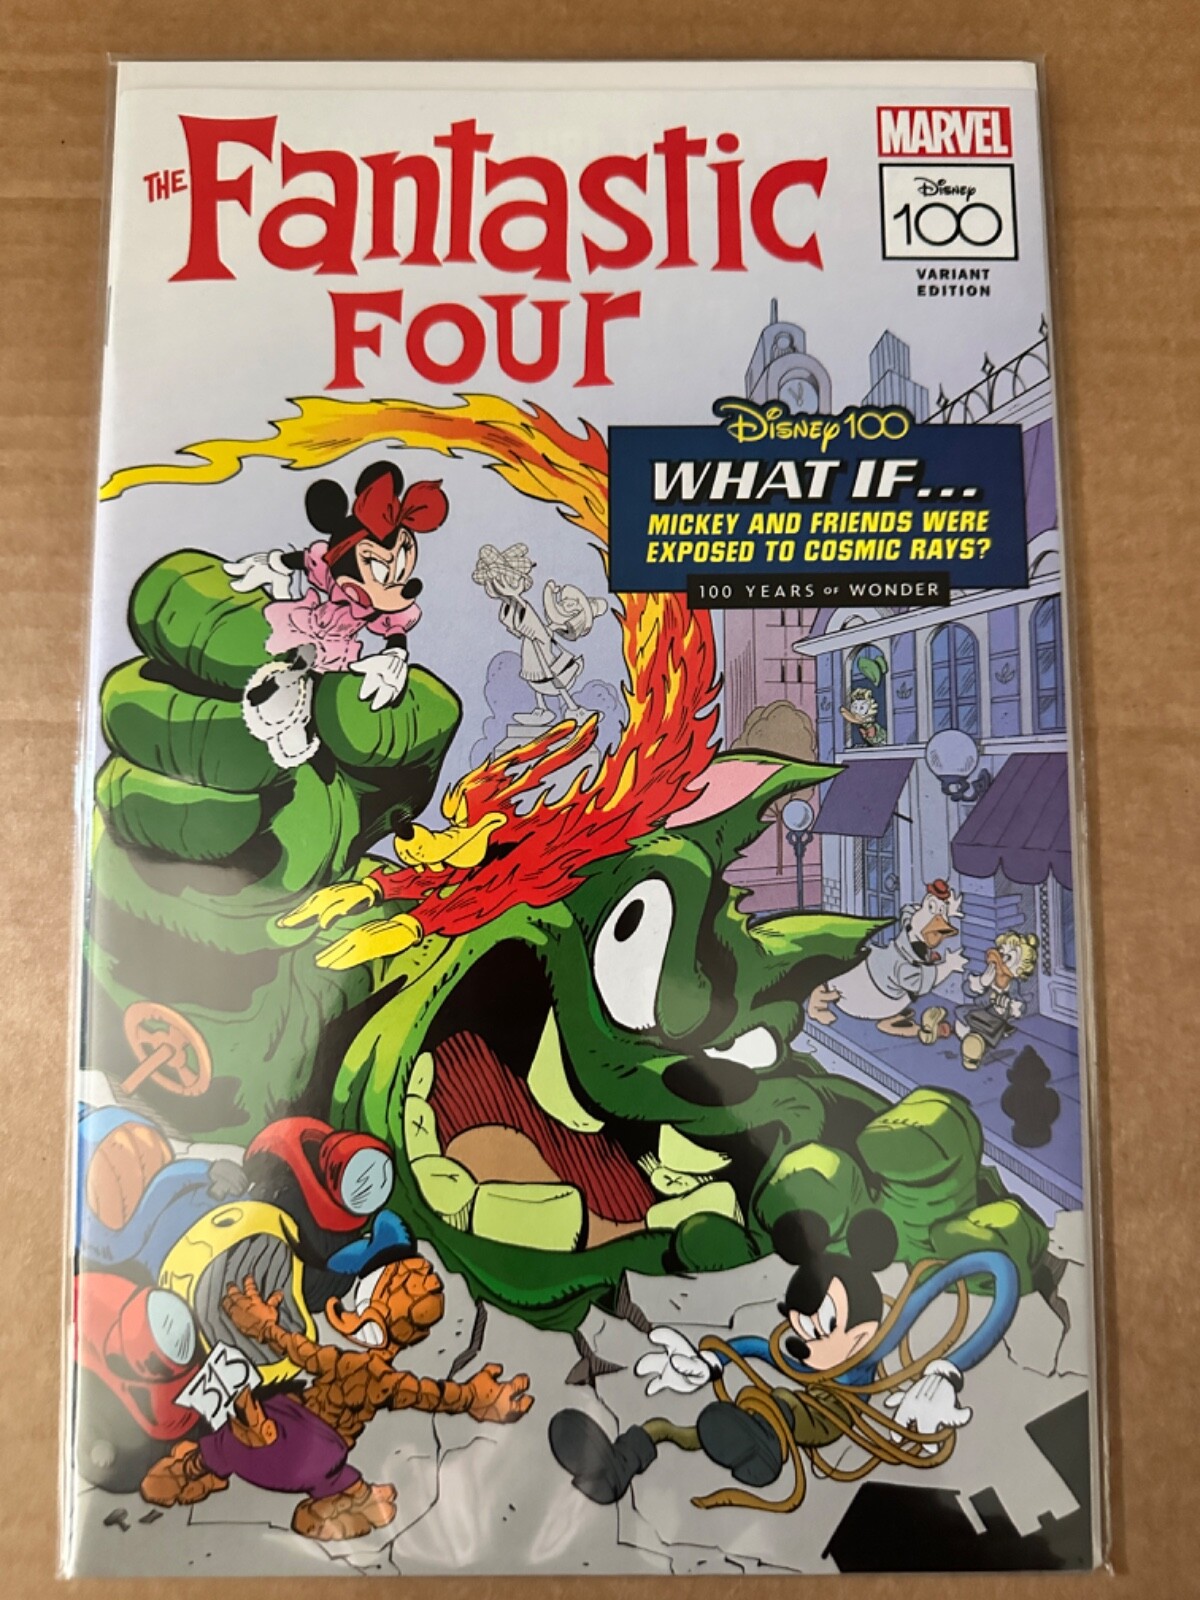 THE
Fantastic
Four
MARVEL
Disney
100
VARIANT
EDITION
Disney 100
WHAT IF...
MICKEY AND FRIENDS WERE
EXPOSED TO COSMIC RAYS?
100 YEARS OF WONDER
313